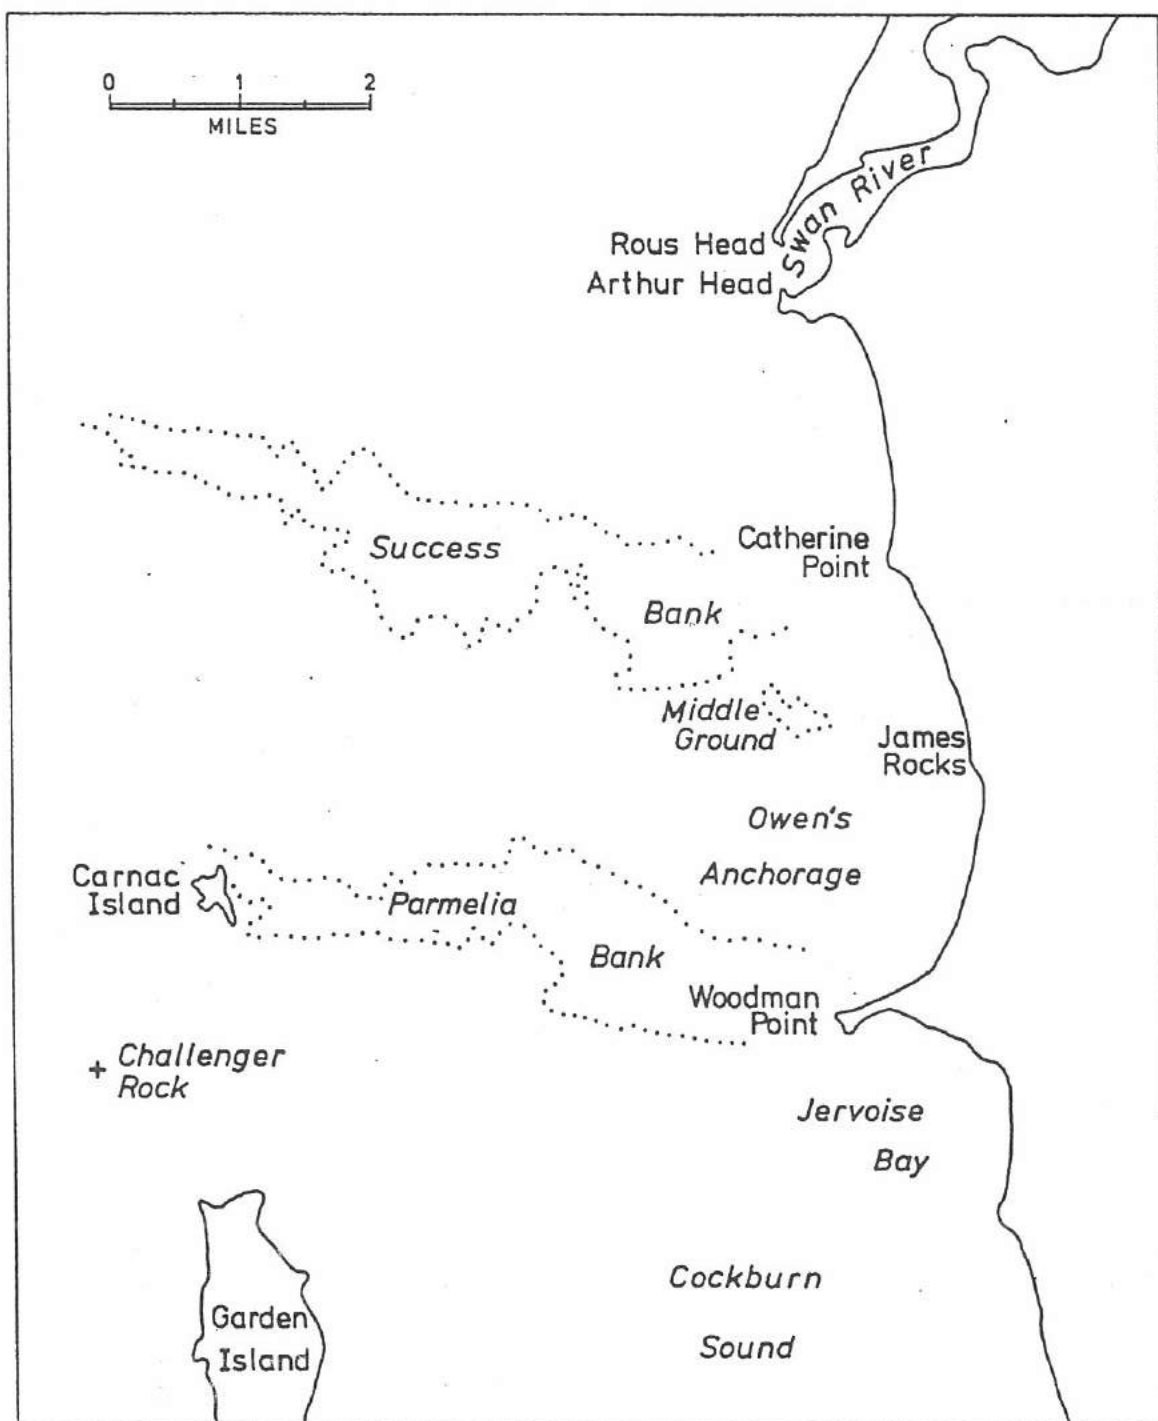 0 1 2
MILES
Swan River
Rous Head
Arthur Head
Catherine
Point
Success
Bank
Middle
Ground
James
Rocks
Owen's
Anchorage
Carnac
Island
Parmelia
Bank
Woodman
Point
Challenger
Rock
Jervoise
Bay
Cockburn
Sound
Garden
Island